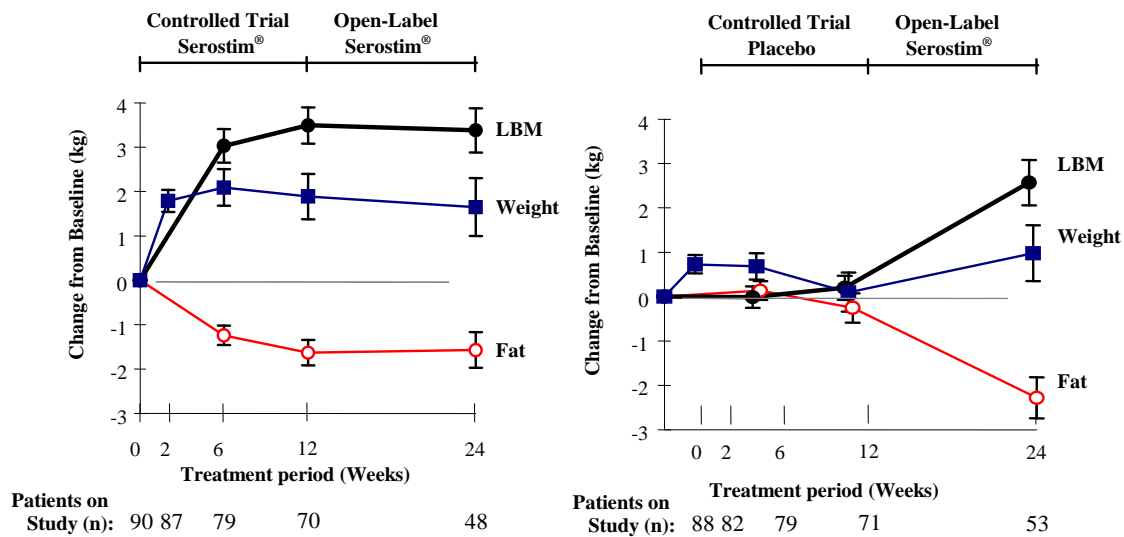 Controlled Trial
Serostim®
Open-Label
Serostim®
4
3
2
1
0
-1
-2
-3
Change from Baseline (kg)
LBM
Weight
Fat
0 2 6 12 24
Treatment period (Weeks)
Patients on
Study (n): 90 87 79 70 48
Controlled Trial
Placebo
Open-Label
Serostim®
4
3
2
1
0
-1
-2
-3
Change from Baseline (kg)
LBM
Weight
Fat
0 2 6 12 24
Treatment period (Weeks)
Patients on
Study (n): 88 82 79 71 53